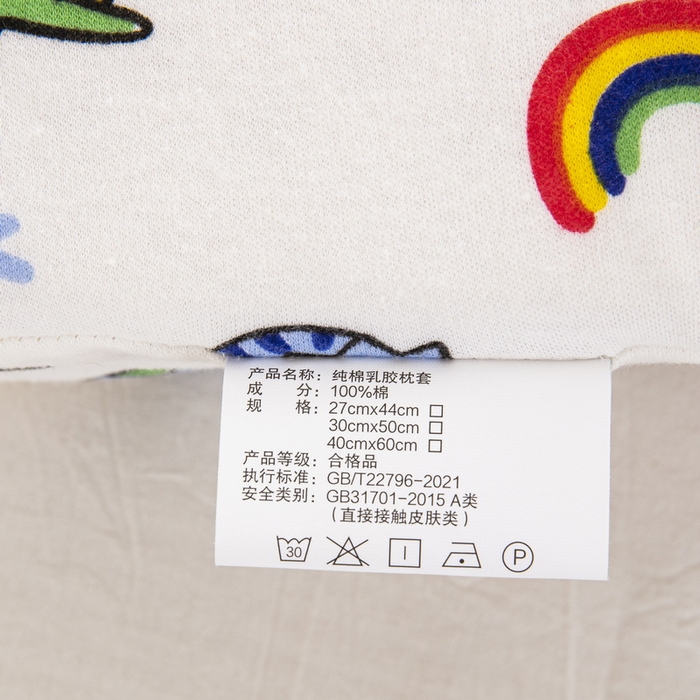 产品名称：纯棉乳胶枕套
成 分：100%棉
规 格：27cmx44cm □
30cmx50cm □
40cmx60cm □
产品等级：合格品
执行标准：GB/T22796-2021
安全类别：GB31701-2015 A类
（直接接触皮肤类）
30 P